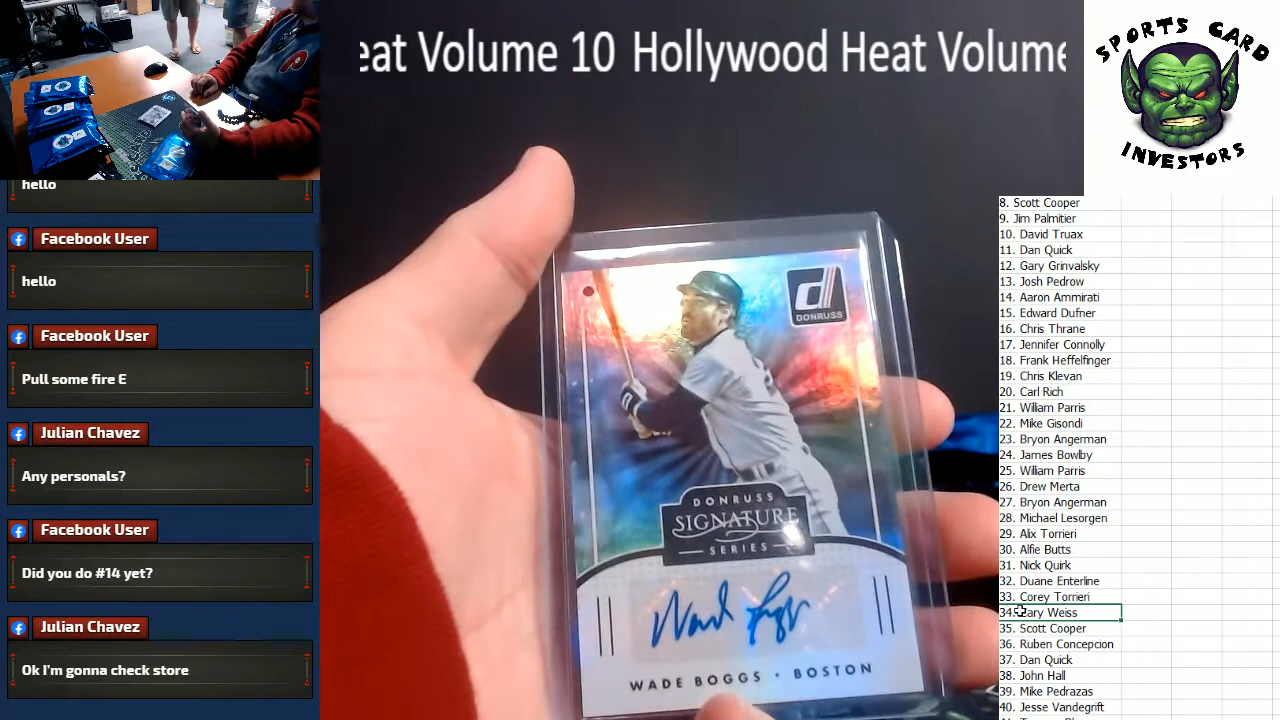 eat Volume 10 Hollywood Heat Volume
SPORTS CARD
INVESTORS
hello
Facebook User
hello
Facebook User
Pull some fire E
Julian Chavez
Any personals?
Facebook User
Did you do #14 yet?
Julian Chavez
Ok I'm gonna check store
d
DONRUSS
DONRUSS
SIGNATURE
SERIES
Wade Boggs
WADE BOGGS · BOSTON
8. Scott Cooper
9. Jim Palmitier
10. David Truax
11. Dan Quick
12. Gary Grinvalsky
13. Josh Pedrow
14. Aaron Ammirati
15. Edward Dufner
16. Chris Thrane
17. Jennifer Connolly
18. Frank Heffelfinger
19. Chris Klevan
20. Carl Rich
21. William Parris
22. Mike Gisondi
23. Bryon Angerman
24. James Bowlby
25. William Parris
26. Drew Merta
27. Bryon Angerman
28. Michael Lesorgen
29. Alix Torrieri
30. Alfie Butts
31. Nick Quirk
32. Duane Enterline
33. Corey Torrieri
34. Weiss
35. Scott Cooper
36. Ruben Concepcion
37. Dan Quick
38. John Hall
39. Mike Pedrazas
40. Jesse Vandegrift